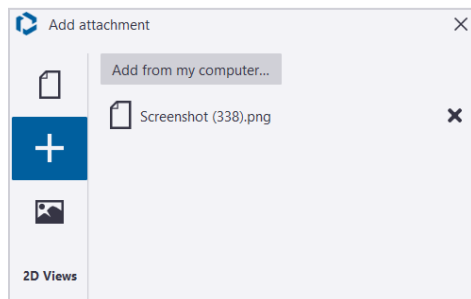 Add attachment
Add from my computer...
Screenshot (338).png
2D Views